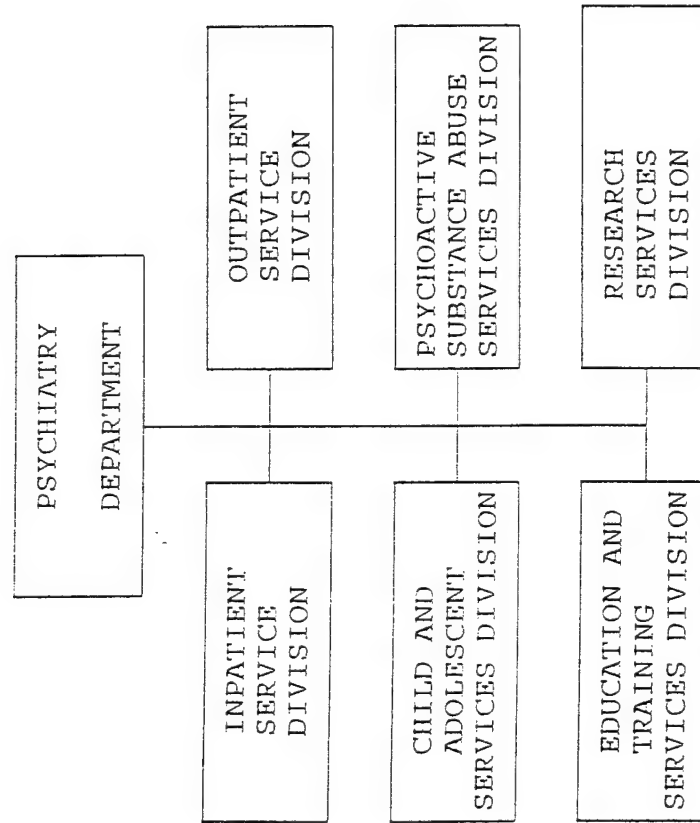 PSYCHIATRY
DEPARTMENT
INPATIENT
SERVICE
DIVISION
OUTPATIENT
SERVICE
DIVISION
CHILD AND
ADOLESCENT
SERVICES DIVISION
PSYCHOACTIVE
SUBSTANCE ABUSE
SERVICES DIVISION
EDUCATION AND
TRAINING
SERVICES DIVISION
RESEARCH
SERVICES
DIVISION